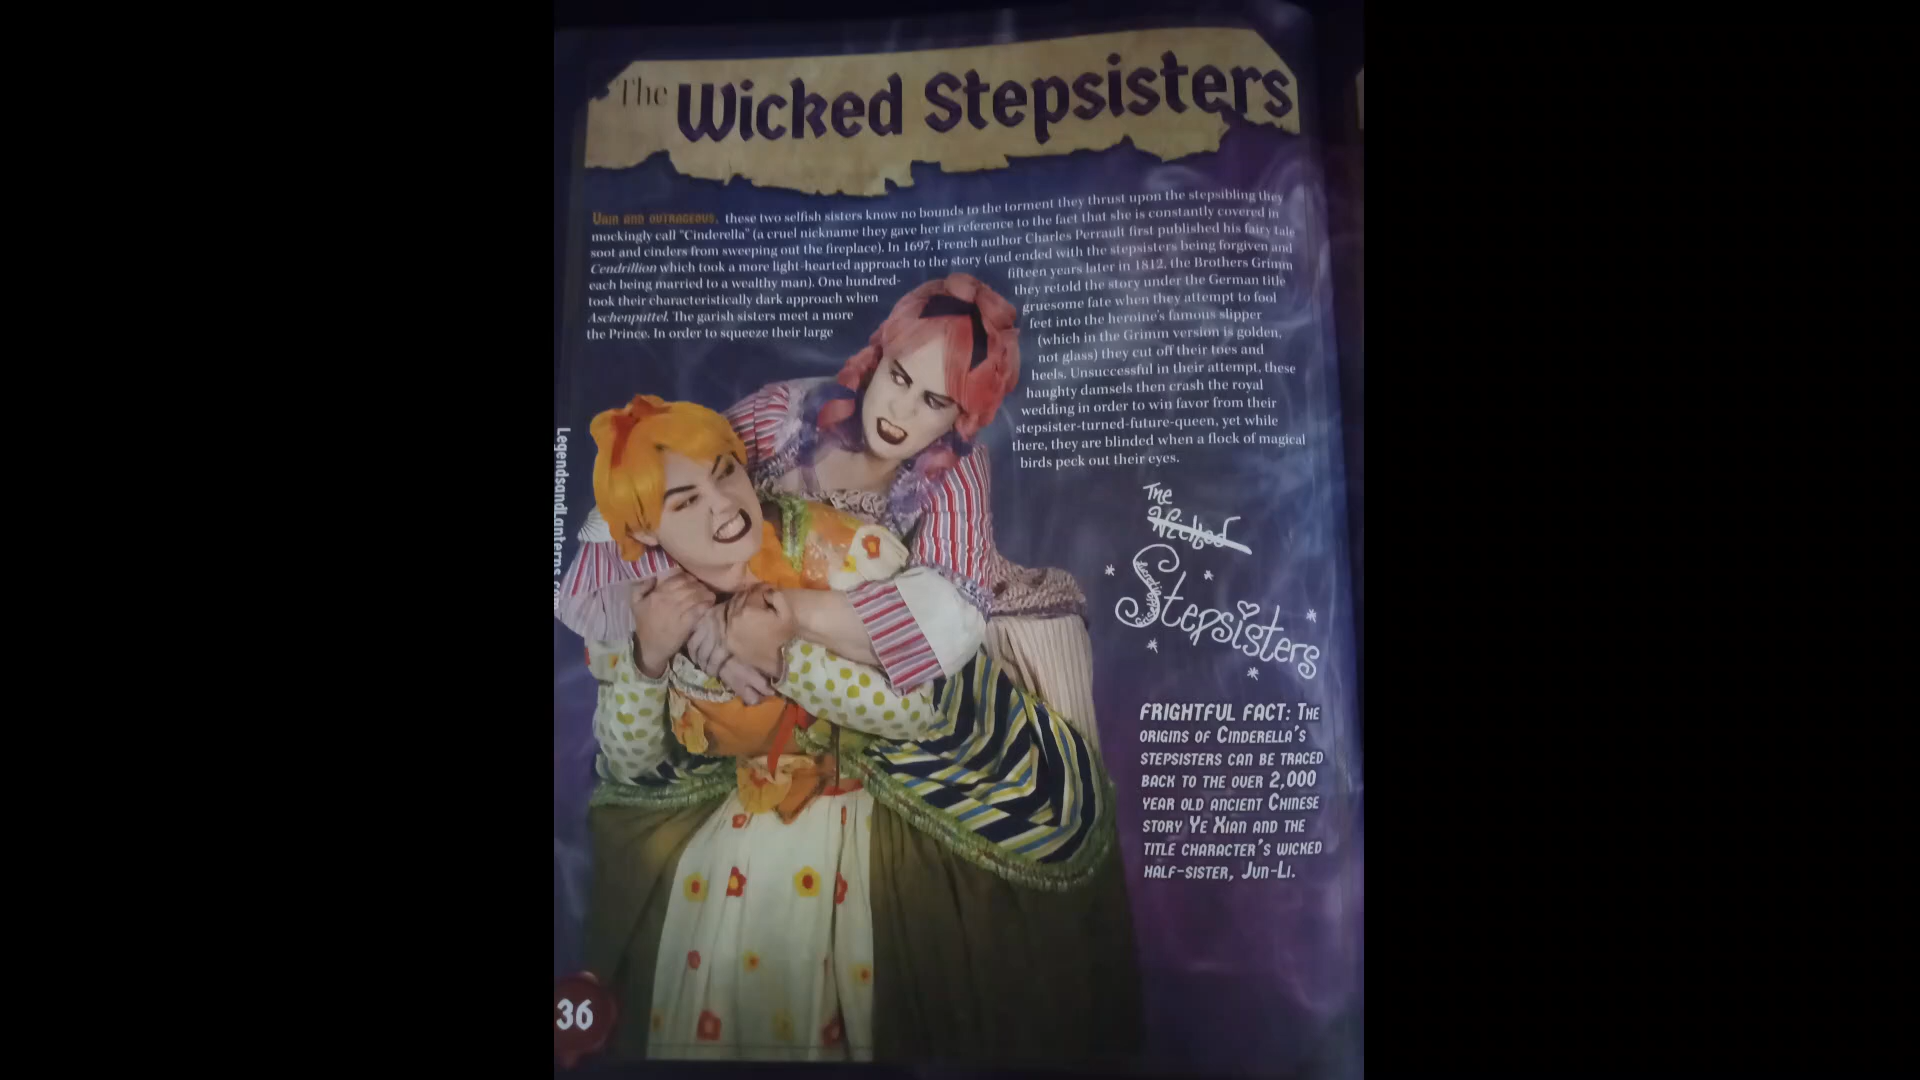 The Wicked Stepsisters
Vain and outrageous, these two selfish sisters know no bounds to the torment they thrust upon the stepsibling they
mockingly call "Cinderella" (a cruel nickname they gave her in reference to the fact that she is constantly covered in
soot and cinders from sweeping out the fireplace). In 1697, French author Charles Perrault first published his fairy tale
Cendrillion which took a more light-hearted approach to the story (and ended with the stepsisters being forgiven and
each being married to a wealthy man). One hundred-
fifteen years later in 1812, the Brothers Grimm
took their characteristically dark approach when
they retold the story under the German title
Aschenputtel. The garish sisters meet a more
gruesome fate when they attempt to fool
the Prince. In order to squeeze their large
feet into the heroine's famous slipper
(which in the Grimm version is golden,
not glass) they cut off their toes and
heels. Unsuccessful in their attempt, these
haughty damsels then crash the royal
wedding in order to win favor from their
stepsister-turned-future-queen, yet while
there, they are blinded when a flock of magical
birds peck out their eyes.
The
Wicked
Stepsisters
FRIGHTFUL FACT: The
origins of Cinderella's
stepsisters can be traced
back to the over 2,000
year old ancient Chinese
story Ye Xian and the
title character's wicked
half-sister, Jun-Li.
LegendsandLanterns.com
36